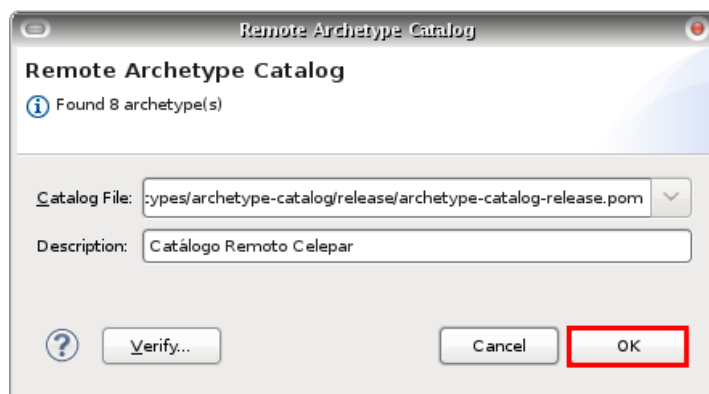 Remote Archetype Catalog
Remote Archetype Catalog
Found 8 archetype(s)
Catalog File: :ypes/archetype-catalog/release/archetype-catalog-release.pom
Description: Catálogo Remoto Celepar
? Verify... Cancel OK